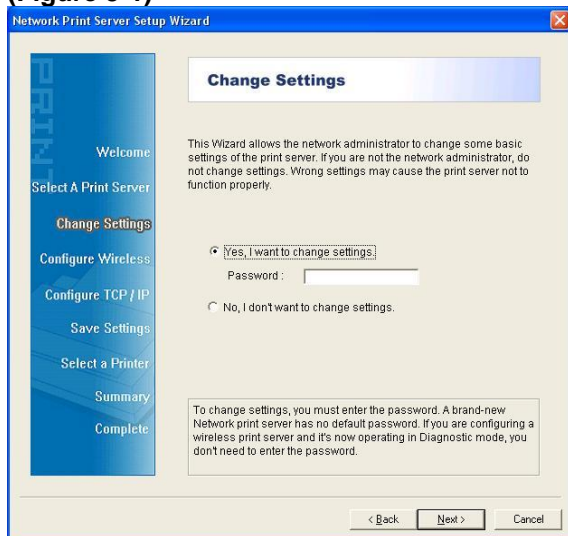 Network Print Server Setup Wizard
PRINT
Change Settings
Welcome
Select A Print Server
Change Settings
Configure Wireless
Configure TCP / IP
Save Settings
Select a Printer
Summary
Complete
This Wizard allows the network administrator to change some basic
settings of the print server. If you are not the network administrator, do
not change settings. Wrong settings may cause the print server not to
function properly.
Yes, I want to change settings.
Password :
No, I don't want to change settings.
To change settings, you must enter the password. A brand-new
Network print server has no default password. If you are configuring a
wireless print server and it's now operating in Diagnostic mode, you
don't need to enter the password.
< Back
Next >
Cancel